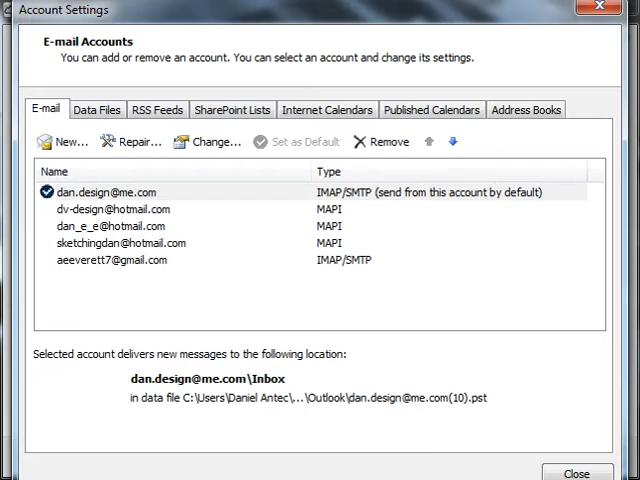 Account Settings
E-mail Accounts
You can add or remove an account. You can select an account and change its settings.
E-mail Data Files RSS Feeds SharePoint Lists Internet Calendars Published Calendars Address Books
New... Repair... Change... Set as Default Remove
Name Type
dan.design@me.com IMAP/SMTP (send from this account by default)
dv-design@hotmail.com MAPI
dan_e_e@hotmail.com MAPI
sketchingdan@hotmail.com MAPI
aeeverett7@gmail.com IMAP/SMTP
Selected account delivers new messages to the following location:
dan.design@me.com\Inbox
in data file C:\Users\Daniel Antec\...\Outlook\dan.design@me.com(10).pst
Close